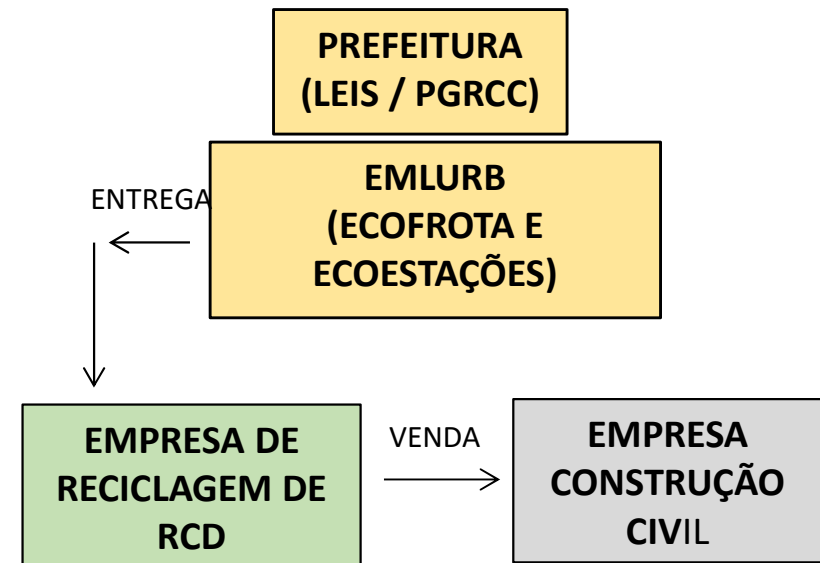 PREFEITURA
(LEIS / PGRCC)
EMLURB
(ECOFROTA E
ECOESTAÇÕES)
ENTREGA
EMPRESA DE
RECICLAGEM DE
RCD
VENDA
EMPRESA
CONSTRUÇÃO
CIVIL